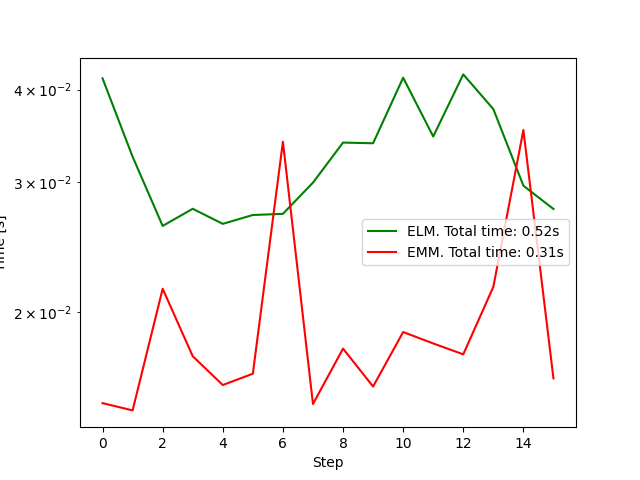 4 × 10⁻²
3 × 10⁻²
2 × 10⁻²
Time [s]
ELM. Total time: 0.52s
EMM. Total time: 0.31s
0 2 4 6 8 10 12 14
Step